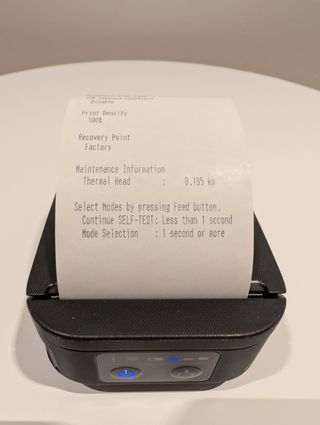 Disable
Print Density
100%
Recovery Point
Factory
Maintenance Information
Thermal Head : 0.185 km
Select Modes by pressing Feed button.
Continue SELF-TEST: Less than 1 second
Mode Selection : 1 second or more